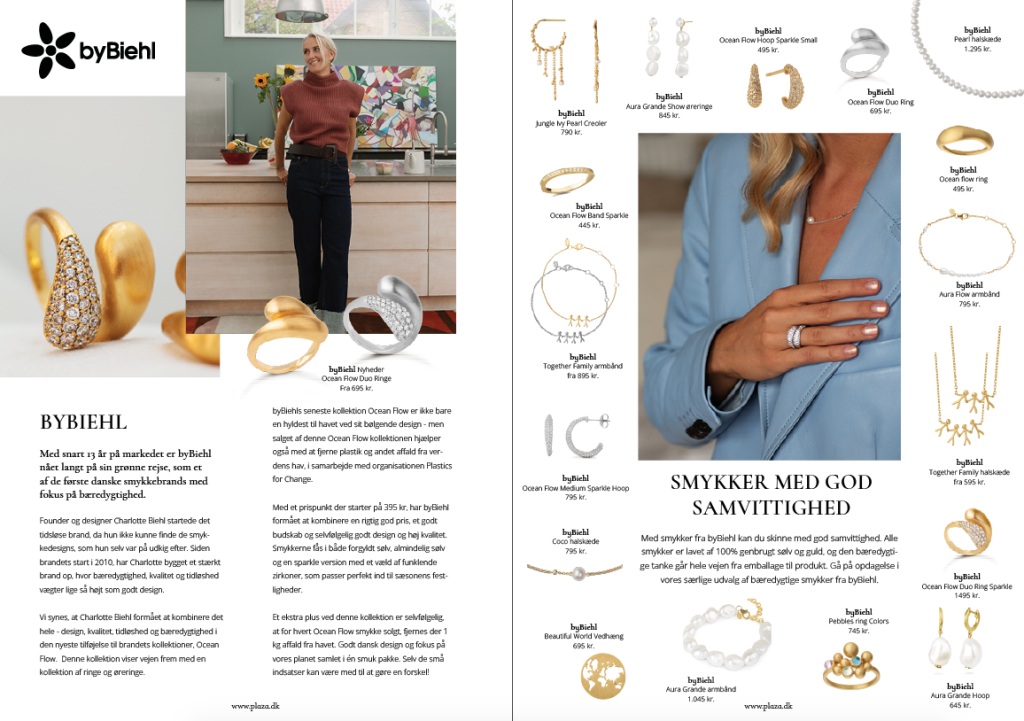 byBiehl
byBiehl Nyheder
Ocean Flow Duo Ringe
Fra 695 kr.
BYBIEHL
Med snart 13 år på markedet er byBiehl
nået langt på sin grønne rejse, som et
af de første danske smykkebrands med
fokus på bæredygtighed.
Founder og designer Charlotte Biehl startede det
tidsløse brand, da hun ikke kunne finde de smyk-
kedesigns, som hun selv var på udkig efter. Siden
brandets start i 2010, har Charlotte bygget et stærkt
brand op, hvor bæredygtighed, kvalitet og tidløshed
vægter lige så højt som godt design.
Vi synes, at Charlotte Biehl formået at kombinere det
hele - design, kvalitet, tidløshed og bæredygtighed i
den nyeste tilføjelse til brandets kollektioner, Ocean
Flow. Denne kollektion viser vejen frem med en
kollektion af ringe og øreringe.
byBiehls seneste kollektion Ocean Flow er ikke bare
en hyldest til havet ved sit bølgende design - men
salget af denne Ocean Flow kollektionen hjælper
også med at fjerne plastik og andet affald fra ver-
dens hav, i samarbejde med organisationen Plastics
for Change.
Med et prispunkt der starter på 395 kr, har byBiehl
formået at kombinere en rigtig god pris, et godt
budskab og selvfølgelig godt design og høj kvalitet.
Smykkerne fås i både forgyldt sølv, almindelig sølv
og en sparkle version med et væld af funklende
zirkoner, som passer perfekt ind til sæsonens fest-
ligheder.
Et ekstra plus ved denne kollektion er selvfølgelig,
at for hvert Ocean Flow smykke solgt, fjernes der 1
kg affald fra havet. Godt dansk design og fokus på
vores planet samlet i én smuk pakke. Selv de små
indsatser kan være med til at gøre en forskel!
www.plaza.dk
byBiehl
Jungle Ivy Pearl Creoler
790 kr.
byBiehl
Aura Grande Show øreringe
845 kr.
byBiehl
Ocean Flow Hoop Sparkle Small
495 kr.
byBiehl
Ocean Flow Duo Ring
695 kr.
byBiehl
Pearl halskæde
1.295 kr.
byBiehl
Ocean flow ring
495 kr.
byBiehl
Ocean Flow Band Sparkle
445 kr.
byBiehl
Aura Flow armbånd
795 kr.
byBiehl
Together Family armbånd
fra 895 kr.
byBiehl
Together Family halskæde
fra 595 kr.
byBiehl
Ocean Flow Medium Sparkle Hoop
795 kr.
SMYKKER MED GOD
SAMVITTIGHED
Med smykker fra byBiehl kan du skinne med god samvittighed. Alle
smykker er lavet af 100% genbrugt sølv og guld, og den bæredygti-
ge tanke går hele vejen fra emballage til produkt. Gå på opdagelse i
vores særlige udvalg af bæredygtige smykker fra byBiehl.
byBiehl
Coco halskæde
795 kr.
byBiehl
Ocean Flow Duo Ring Sparkle
1495 kr.
byBiehl
Beautiful World Vedhæng
695 kr.
byBiehl
Aura Grande armbånd
1.045 kr.
byBiehl
Pebbles ring Colors
745 kr.
byBiehl
Aura Grande Hoop
645 kr.
www.plaza.dk